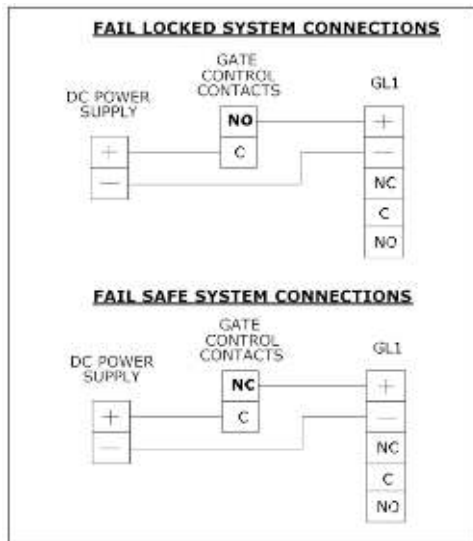 FAIL LOCKED SYSTEM CONNECTIONS
GATE
CONTROL
CONTACTS
GL1
DC POWER
SUPPLY
NO
+
+
C
—
—
NC
C
NO
FAIL SAFE SYSTEM CONNECTIONS
GATE
CONTROL
CONTACTS
GL1
DC POWER
SUPPLY
NC
+
+
C
—
—
NC
C
NO